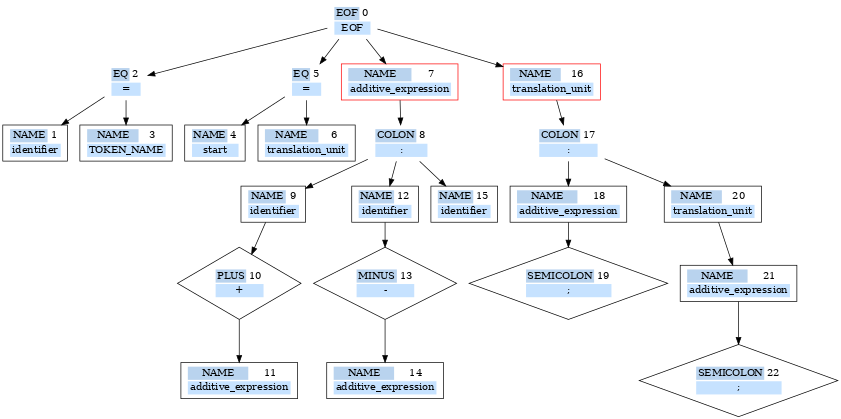 EOF 0
EOF
EQ 2
=
EQ 5
=
NAME 7
additive_expression
NAME 16
translation_unit
NAME 1
identifier
NAME 3
TOKEN_NAME
NAME 4
start
NAME 6
translation_unit
COLON 8
:
COLON 17
:
NAME 9
identifier
NAME 12
identifier
NAME 15
identifier
NAME 18
additive_expression
NAME 20
translation_unit
PLUS 10
+
MINUS 13
-
SEMICOLON 19
;
NAME 21
additive_expression
NAME 11
additive_expression
NAME 14
additive_expression
SEMICOLON 22
;